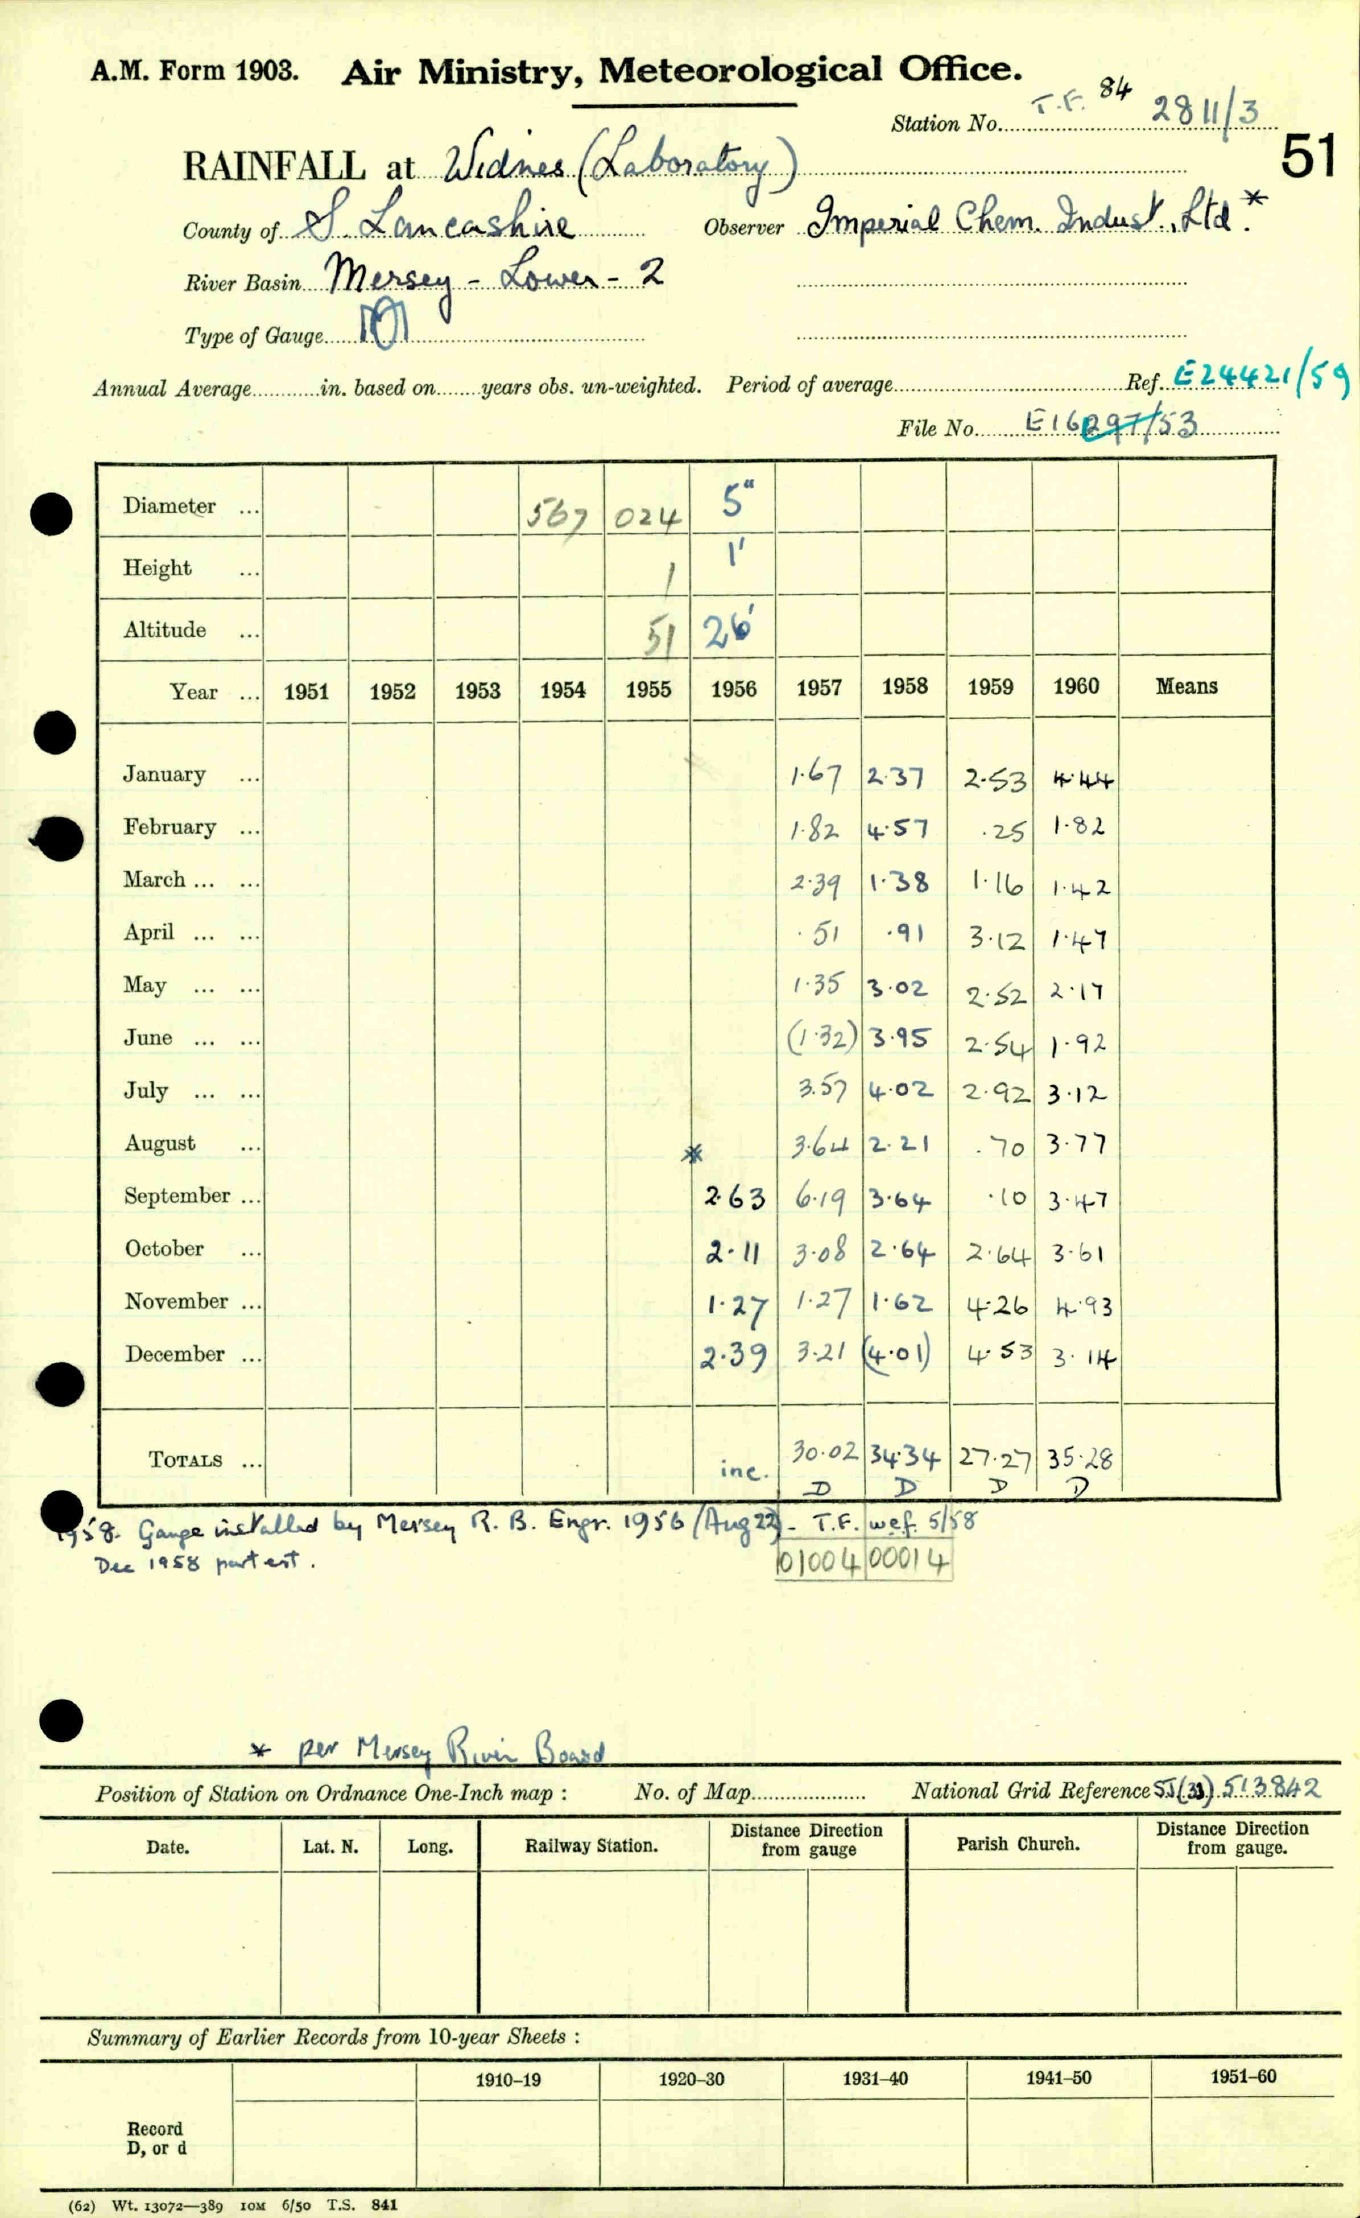 A.M. Form 1903. Air Ministry, Meteorological Office.
Station No. T.F. 84 2811/3
51
RAINFALL at Widnes (Laboratory)
County of S. Lancashire Observer Imperial Chem. Indust., Ltd.*
River Basin Mersey - Lower - 2
Type of Gauge M O
Annual Average............in. based on........years obs. un-weighted. Period of average............ Ref. E24421/59
File No. E16297/53
Diameter ... 567 024 5"
Height ... 1 1'
Altitude ... 51 26'
Year ... 1951 1952 1953 1954 1955 1956 1957 1958 1959 1960 Means
January ... 1.67 2.37 2.53 4.44
February ... 1.82 4.57 .25 1.82
March ... ... 2.39 1.38 1.16 1.42
April ... ... .51 .91 3.12 1.47
May ... ... 1.35 3.02 2.52 2.17
June ... ... (1.32) 3.95 2.54 1.92
July ... ... 3.57 4.02 2.92 3.12
August ... * 3.64 2.21 .70 3.77
September ... 2.63 6.19 3.64 .10 3.47
October ... 2.11 3.08 2.64 2.64 3.61
November ... 1.27 1.27 1.62 4.26 4.93
December ... 2.39 3.21 (4.01) 4.53 3.14
TOTALS ... inc. 30.02 34.34 27.27 35.28
D D D D
1958. Gauge installed by Mersey R. B. Engr. 1956 (Aug 22) - T.F. w.e.f. 5/58
Dec 1958 part est. 01004 00014
* per Mersey River Board
Position of Station on Ordnance One-Inch map : No. of Map.................... National Grid Reference SJ(33) 513842
Date. Lat. N. Long. Railway Station. Distance Direction from gauge Parish Church. Distance Direction from gauge.
Summary of Earlier Records from 10-year Sheets :
1910–19 1920–30 1931–40 1941–50 1951–60
Record
D, or d
(62) Wt. 13072—389 10M 6/50 T.S. 841